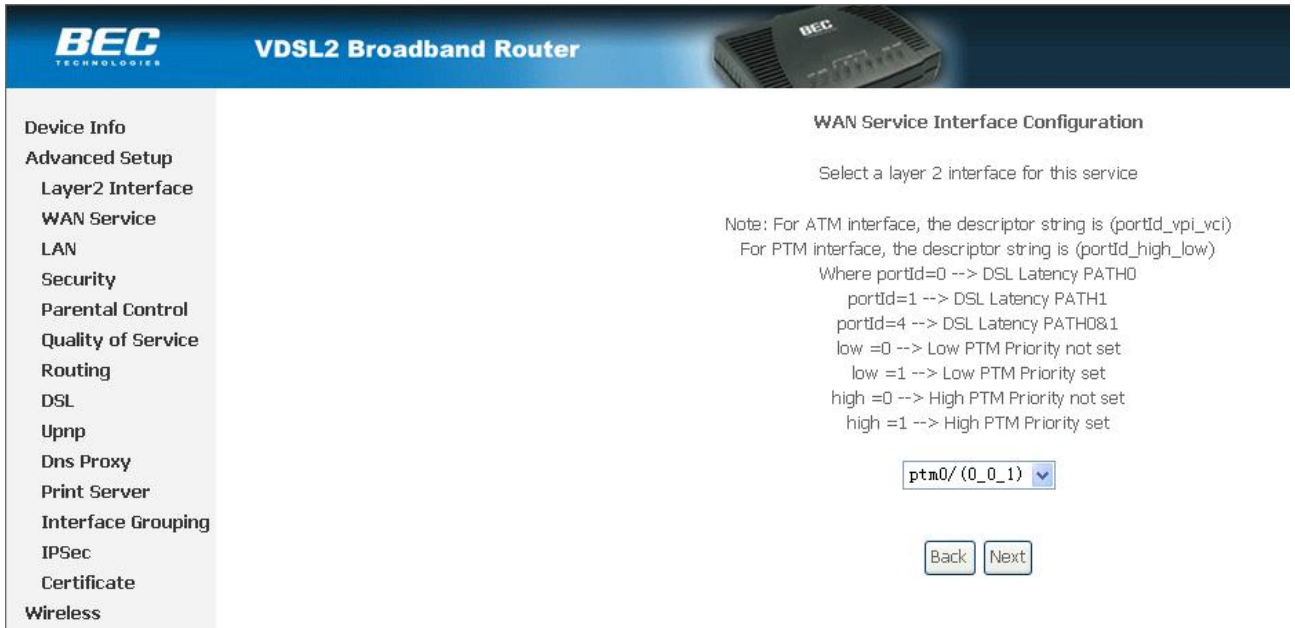 BEC
TECHNOLOGIES
VDSL2 Broadband Router
BEC
Device Info
Advanced Setup
Layer2 Interface
WAN Service
LAN
Security
Parental Control
Quality of Service
Routing
DSL
Upnp
Dns Proxy
Print Server
Interface Grouping
IPSec
Certificate
Wireless
WAN Service Interface Configuration
Select a layer 2 interface for this service
Note: For ATM interface, the descriptor string is (portId_vpi_vci)
For PTM interface, the descriptor string is (portId_high_low)
Where portId=0 --> DSL Latency PATH0
portId=1 --> DSL Latency PATH1
portId=4 --> DSL Latency PATH0&1
low =0 --> Low PTM Priority not set
low =1 --> Low PTM Priority set
high =0 --> High PTM Priority not set
high =1 --> High PTM Priority set
ptm0/(0_0_1)
Back Next